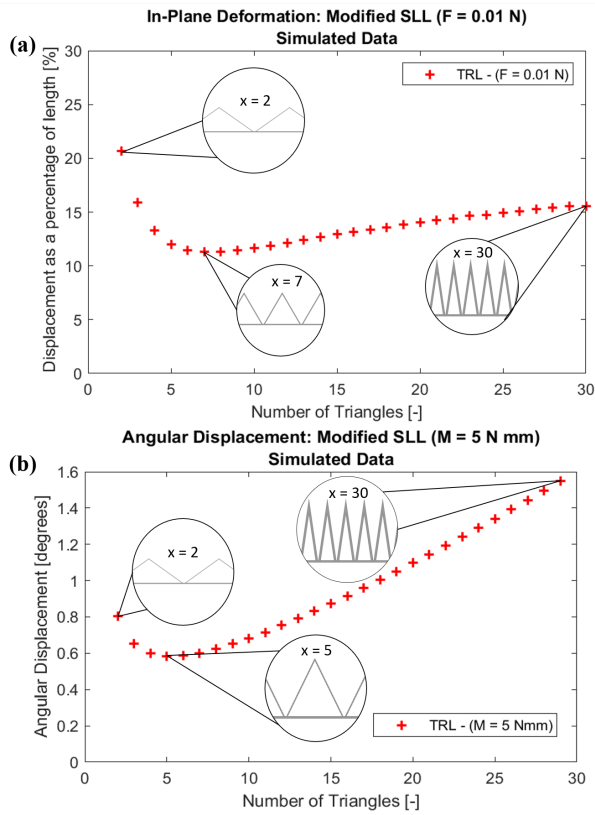 In-Plane Deformation: Modified SLL (F = 0.01 N)
Simulated Data
(a)
Displacement as a percentage of length [%]
30
25
20
15
10
5
0
TRL - (F = 0.01 N)
x = 2
x = 7
x = 30
0 5 10 15 20 25 30
Number of Triangles [-]
Angular Displacement: Modified SLL (M = 5 N mm)
Simulated Data
(b)
Angular Displacement [degrees]
1.6
1.4
1.2
1
0.8
0.6
0.4
0.2
0
x = 30
x = 2
x = 5
TRL - (M = 5 Nmm)
0 5 10 15 20 25 30
Number of Triangles [-]